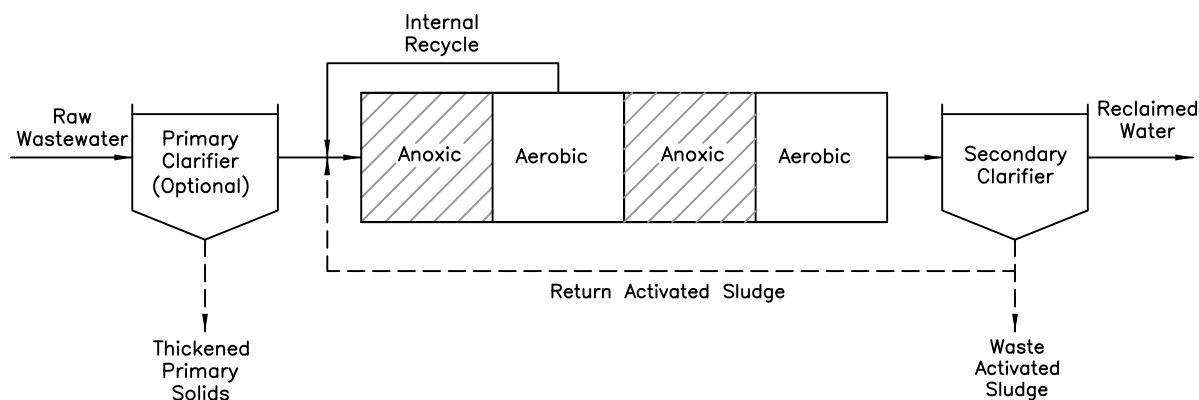 Internal
Recycle
Raw
Wastewater
Primary
Clarifier
(Optional)
Anoxic
Aerobic
Anoxic
Aerobic
Secondary
Clarifier
Reclaimed
Water
Return Activated Sludge
Thickened
Primary
Solids
Waste
Activated
Sludge